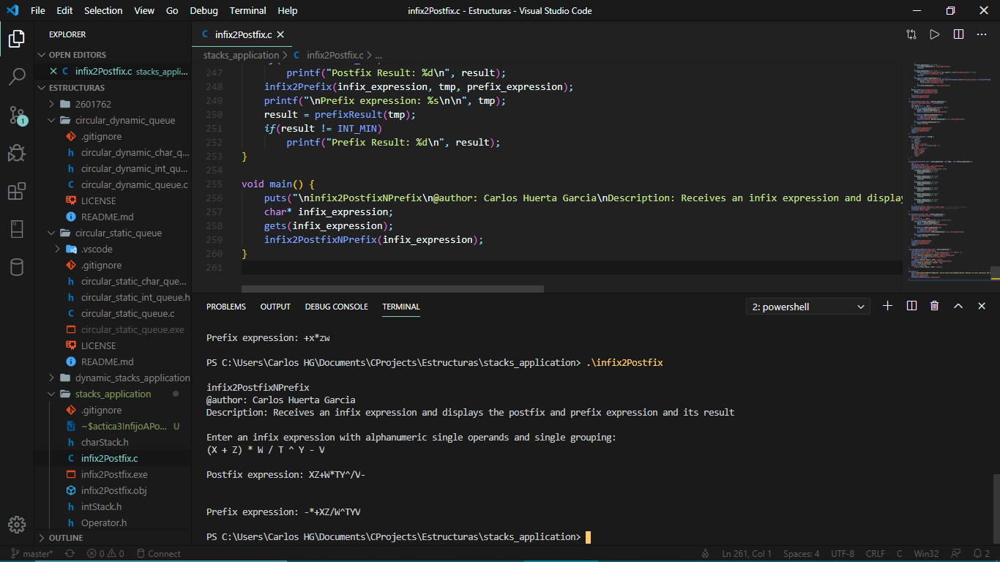 File Edit Selection View Go Debug Terminal Help
infix2Postfix.c - Estructuras - Visual Studio Code
EXPLORER
OPEN EDITORS
infix2Postfix.c stacks_appli...
ESTRUCTURAS
2601762
circular_dynamic_queue
.gitignore
circular_dynamic_char_q...
circular_dynamic_int_qu...
circular_dynamic_queue.c
LICENSE
README.md
circular_static_queue
.vscode
.gitignore
circular_static_char_que...
circular_static_int_queue.h
circular_static_queue.c
circular_static_queue.exe
LICENSE
README.md
dynamic_stacks_application
stacks_application
.gitignore
~$actica3InfijoAPo... U
charStack.h
infix2Postfix.c
infix2Postfix.exe
infix2Postfix.obj
intStack.h
Operator.h
OUTLINE
1
infix2Postfix.c
stacks_application > C infix2Postfix.c > ...
247 printf("Postfix Result: %d\n", result);
248 infix2Prefix(infix_expression, tmp, prefix_expression);
249 printf("\nPrefix expression: %s\n\n", tmp);
250 result = prefixResult(tmp);
251 if(result != INT_MIN)
252 printf("Prefix Result: %d\n", result);
253 }
254
255 void main() {
256 puts("\ninfix2PostfixNPrefix\n@author: Carlos Huerta Garcia\nDescription: Receives an infix expression and displa
257 char* infix_expression;
258 gets(infix_expression);
259 infix2PostfixNPrefix(infix_expression);
260 }
261
PROBLEMS OUTPUT DEBUG CONSOLE TERMINAL
2: powershell
Prefix expression: +x*zw
PS C:\Users\Carlos HG\Documents\CProjects\Estructuras\stacks_application> .\infix2Postfix
infix2PostfixNPrefix
@author: Carlos Huerta Garcia
Description: Receives an infix expression and displays the postfix and prefix expression and its result
Enter an infix expression with alphanumeric single operands and single grouping:
(X + Z) * W / T ^ Y - V
Postfix expression: XZ+W*TY^/V-
Prefix expression: -*+XZ/W^TYV
PS C:\Users\Carlos HG\Documents\CProjects\Estructuras\stacks_application>
master* 0 0 Connect
Ln 261, Col 1 Spaces: 4 UTF-8 CRLF C Win32 2